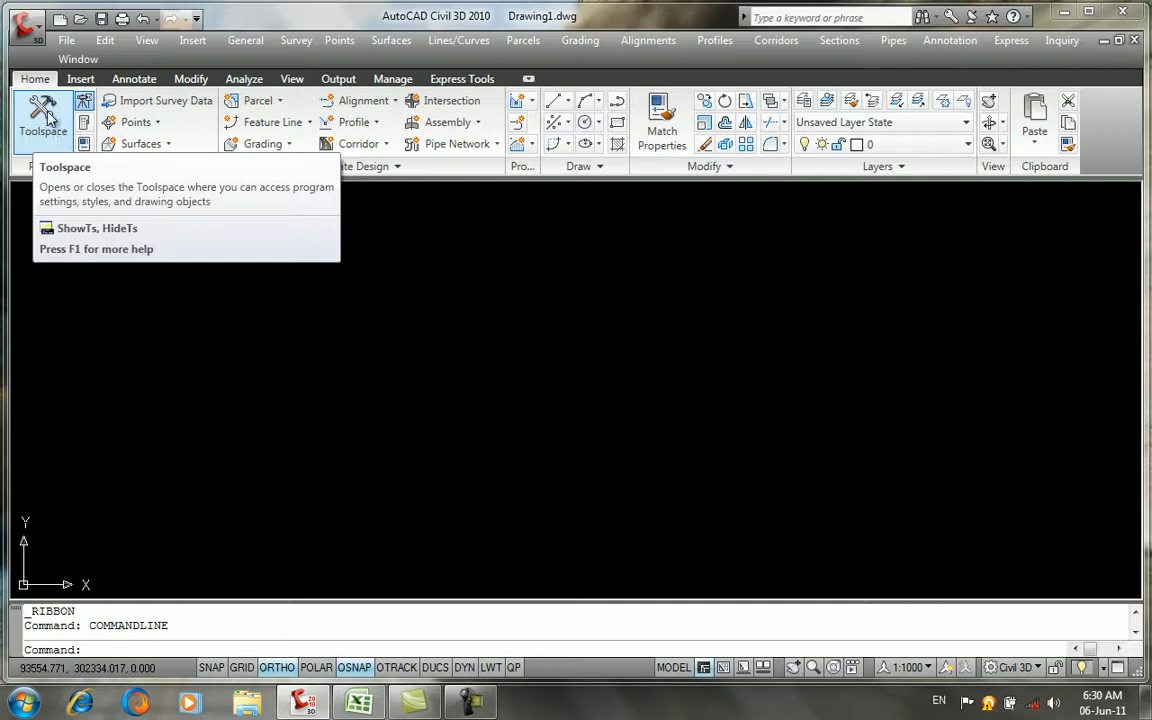 AutoCAD Civil 3D 2010 Drawing1.dwg
Type a keyword or phrase
File Edit View Insert General Survey Points Surfaces Lines/Curves Parcels Grading Alignments Profiles Corridors Sections Pipes Annotation Express Inquiry
Window
Home Insert Annotate Modify Analyze View Output Manage Express Tools
Import Survey Data Parcel Alignment Intersection
Points Feature Line Profile Assembly Unsaved Layer State
Toolspace Match Properties Paste
Surfaces Grading Corridor Pipe Network 0
ate Design Pro... Draw Modify Layers View Clipboard
Toolspace
Opens or closes the Toolspace where you can access program
settings, styles, and drawing objects
ShowTs, HideTs
Press F1 for more help
Y
X
_RIBBON
Command: COMMANDLINE
Command:
93554.771, 302334.017, 0.000 SNAP GRID ORTHO POLAR OSNAP OTRACK DUCS DYN LWT QP MODEL 1:1000 Civil 3D
EN 6:30 AM
06-Jun-11